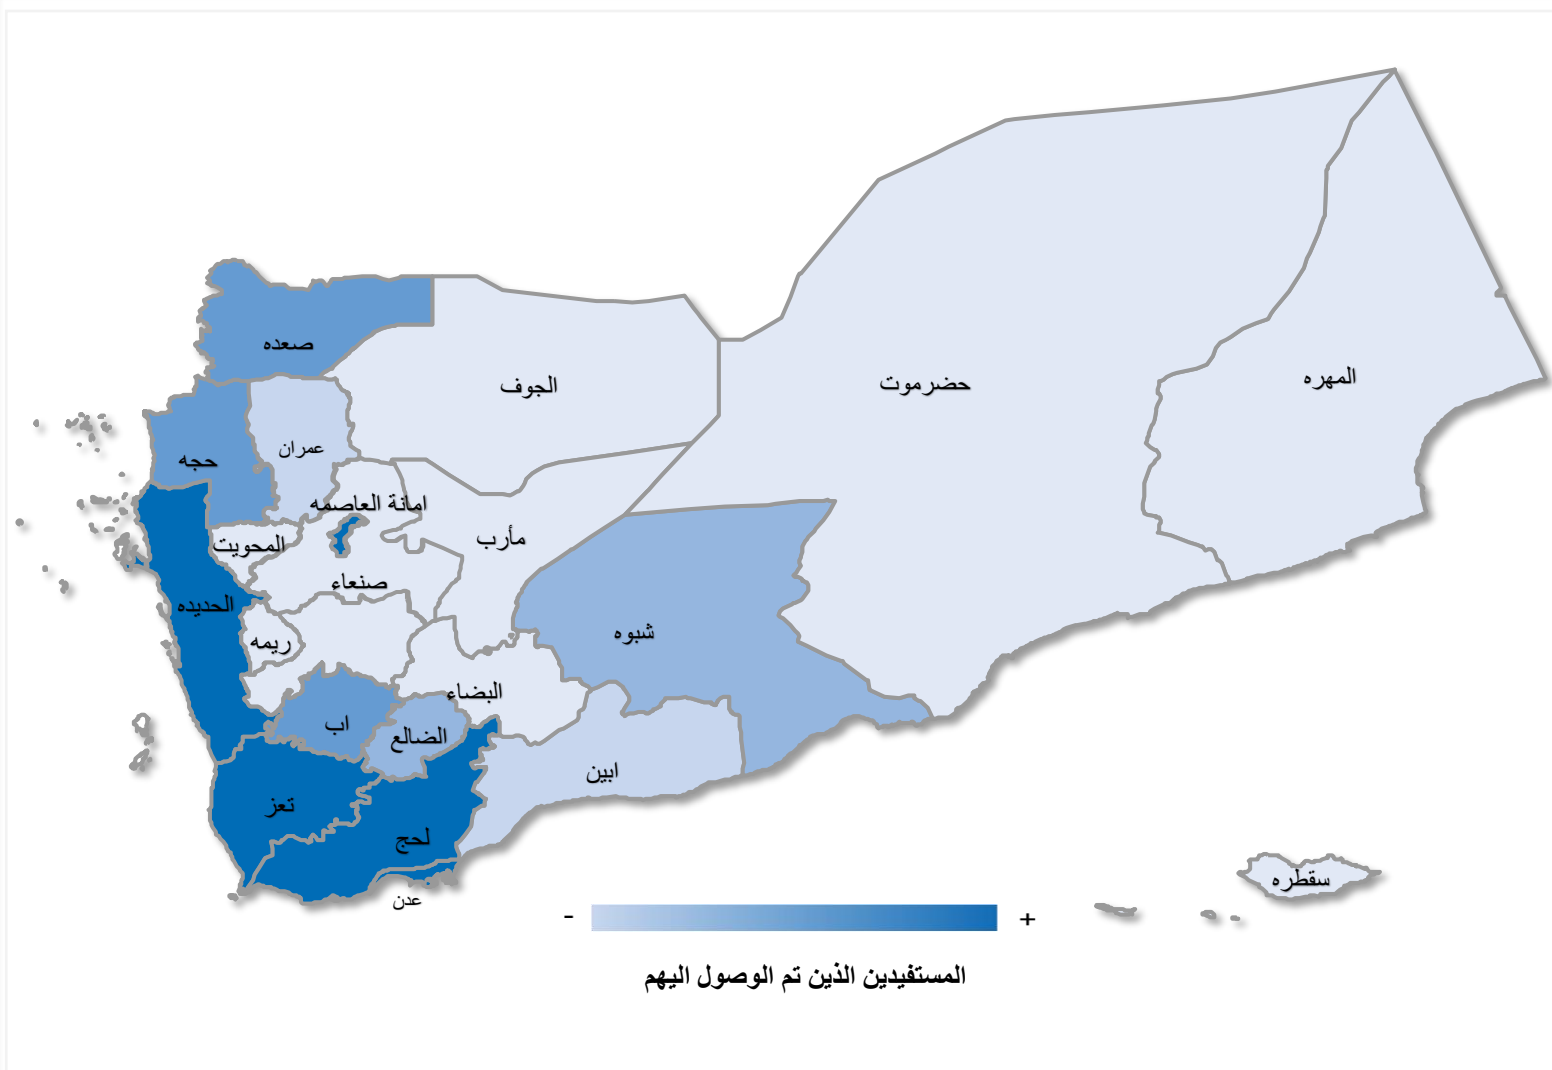 صعده
الجوف
حضرموت
المهره
حجه
عمران
امانة العاصمه
المحويت
مأرب
صنعاء
الحديده
ريمه
شبوه
البضاء
اب
الضالع
ابين
تعز
لحج
عدن
سقطره
- +
المستفيدين الذين تم الوصول اليهم